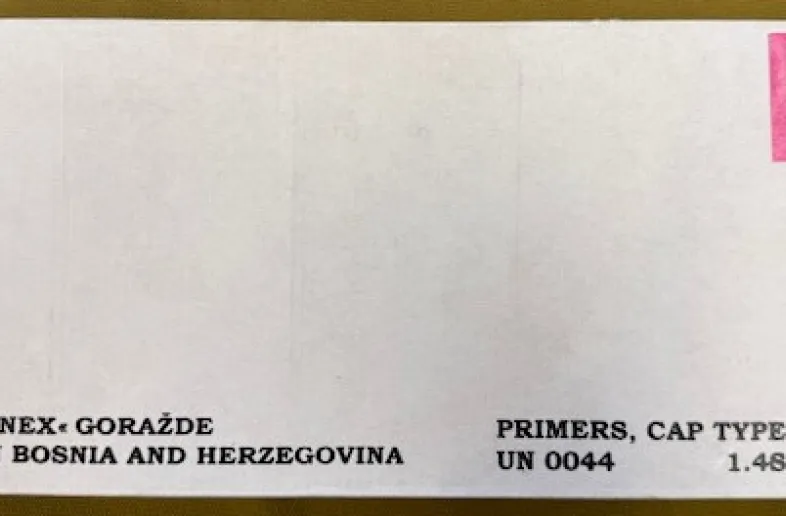 NEX« GORAŽDE
BOSNIA AND HERZEGOVINA
PRIMERS, CAP TYPE
UN 0044 1.4S